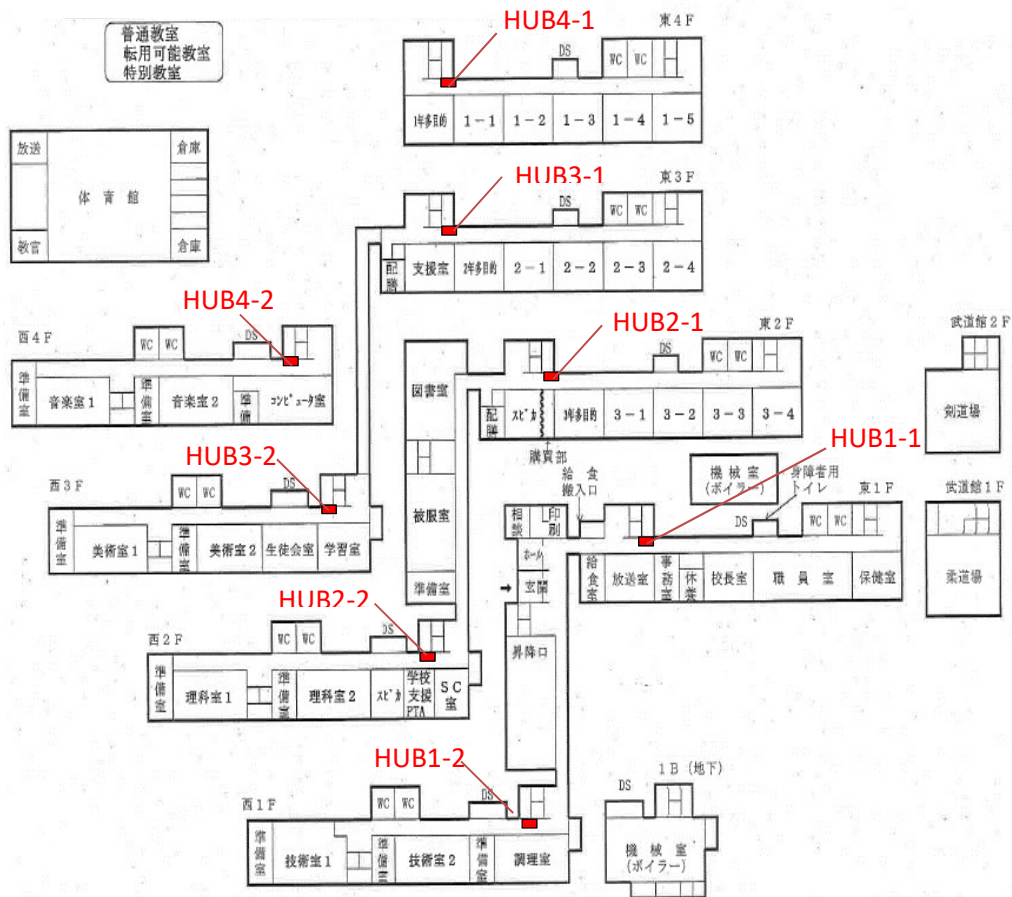 普通教室
転用可能教室
特別教室
HUB4-1
東4F
DS
WC WC
1年多目的 1-1 1-2 1-3 1-4 1-5
放送
倉庫
体育館
教官
倉庫
HUB3-1
東3F
DS
WC WC
配膳 支援室 2年多目的 2-1 2-2 2-3 2-4
HUB4-2
西4F
WC WC
DS
準備室 音楽室1 準備室 音楽室2 準備 コンピュータ室
HUB2-1
東2F
DS
WC WC
図書室
配膳 スピカ 3年多目的 3-1 3-2 3-3 3-4
購買部
被服室
準備室
武道館2F
剣道場
HUB3-2
西3F
WC WC
DS
準備室 美術室1 準備室 美術室2 生徒会室 学習室
HUB1-1
給食搬入口
機械室
(ボイラー)
身障者用
トイレ
東1F
相談 印刷
DS
WC WC
ホール
玄関
給食室 放送室 事務室 休養 校長室 職員室 保健室
昇降口
武道館1F
柔道場
HUB2-2
西2F
WC WC
DS
準備室 理科室1 準備室 理科室2 スピカ 学校支援PTA SC室
HUB1-2
西1F
WC WC
DS
準備室 技術室1 準備室 技術室2 準備室 調理室
1B(地下)
DS
機械室
(ボイラー)